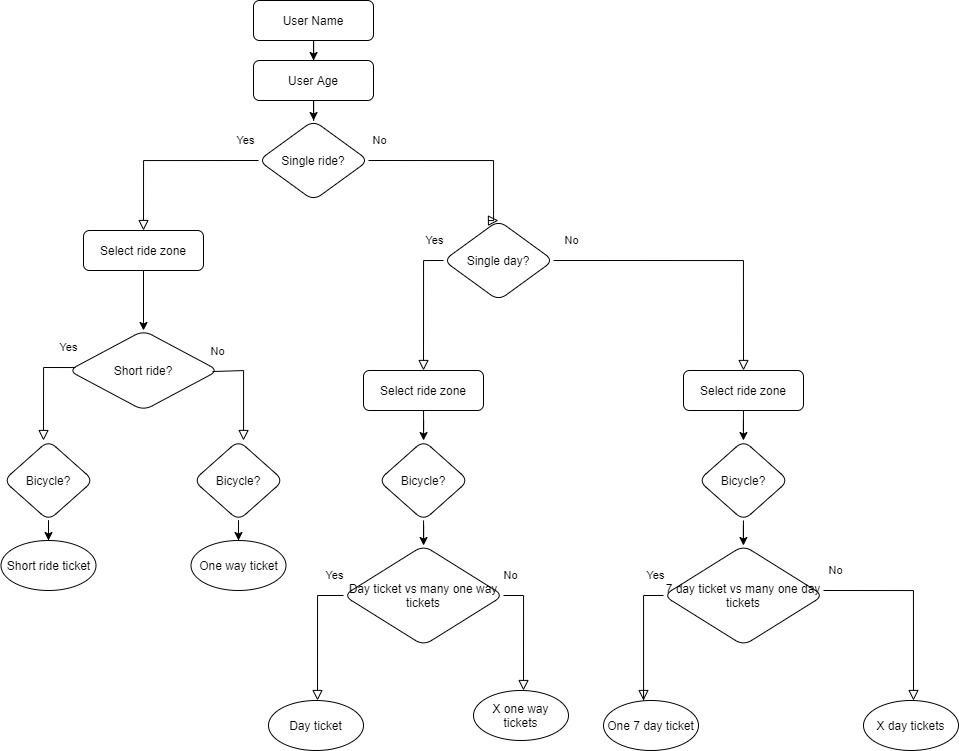 User Name
User Age
Yes
No
Single ride?
Select ride zone
Yes
No
Single day?
Yes
No
Short ride?
Select ride zone
Select ride zone
Bicycle?
Bicycle?
Bicycle?
Bicycle?
Short ride ticket
One way ticket
Yes
No
Day ticket vs many one way
tickets
Yes
No
7 day ticket vs many one day
tickets
Day ticket
X one way
tickets
One 7 day ticket
X day tickets